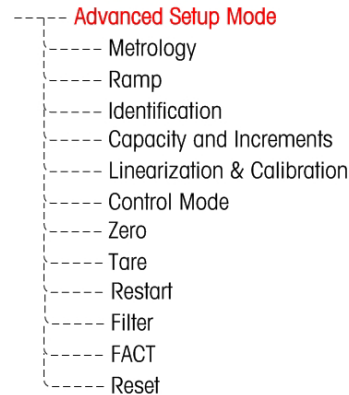 Advanced Setup Mode
Metrology
Ramp
Identification
Capacity and Increments
Linearization & Calibration
Control Mode
Zero
Tare
Restart
Filter
FACT
Reset